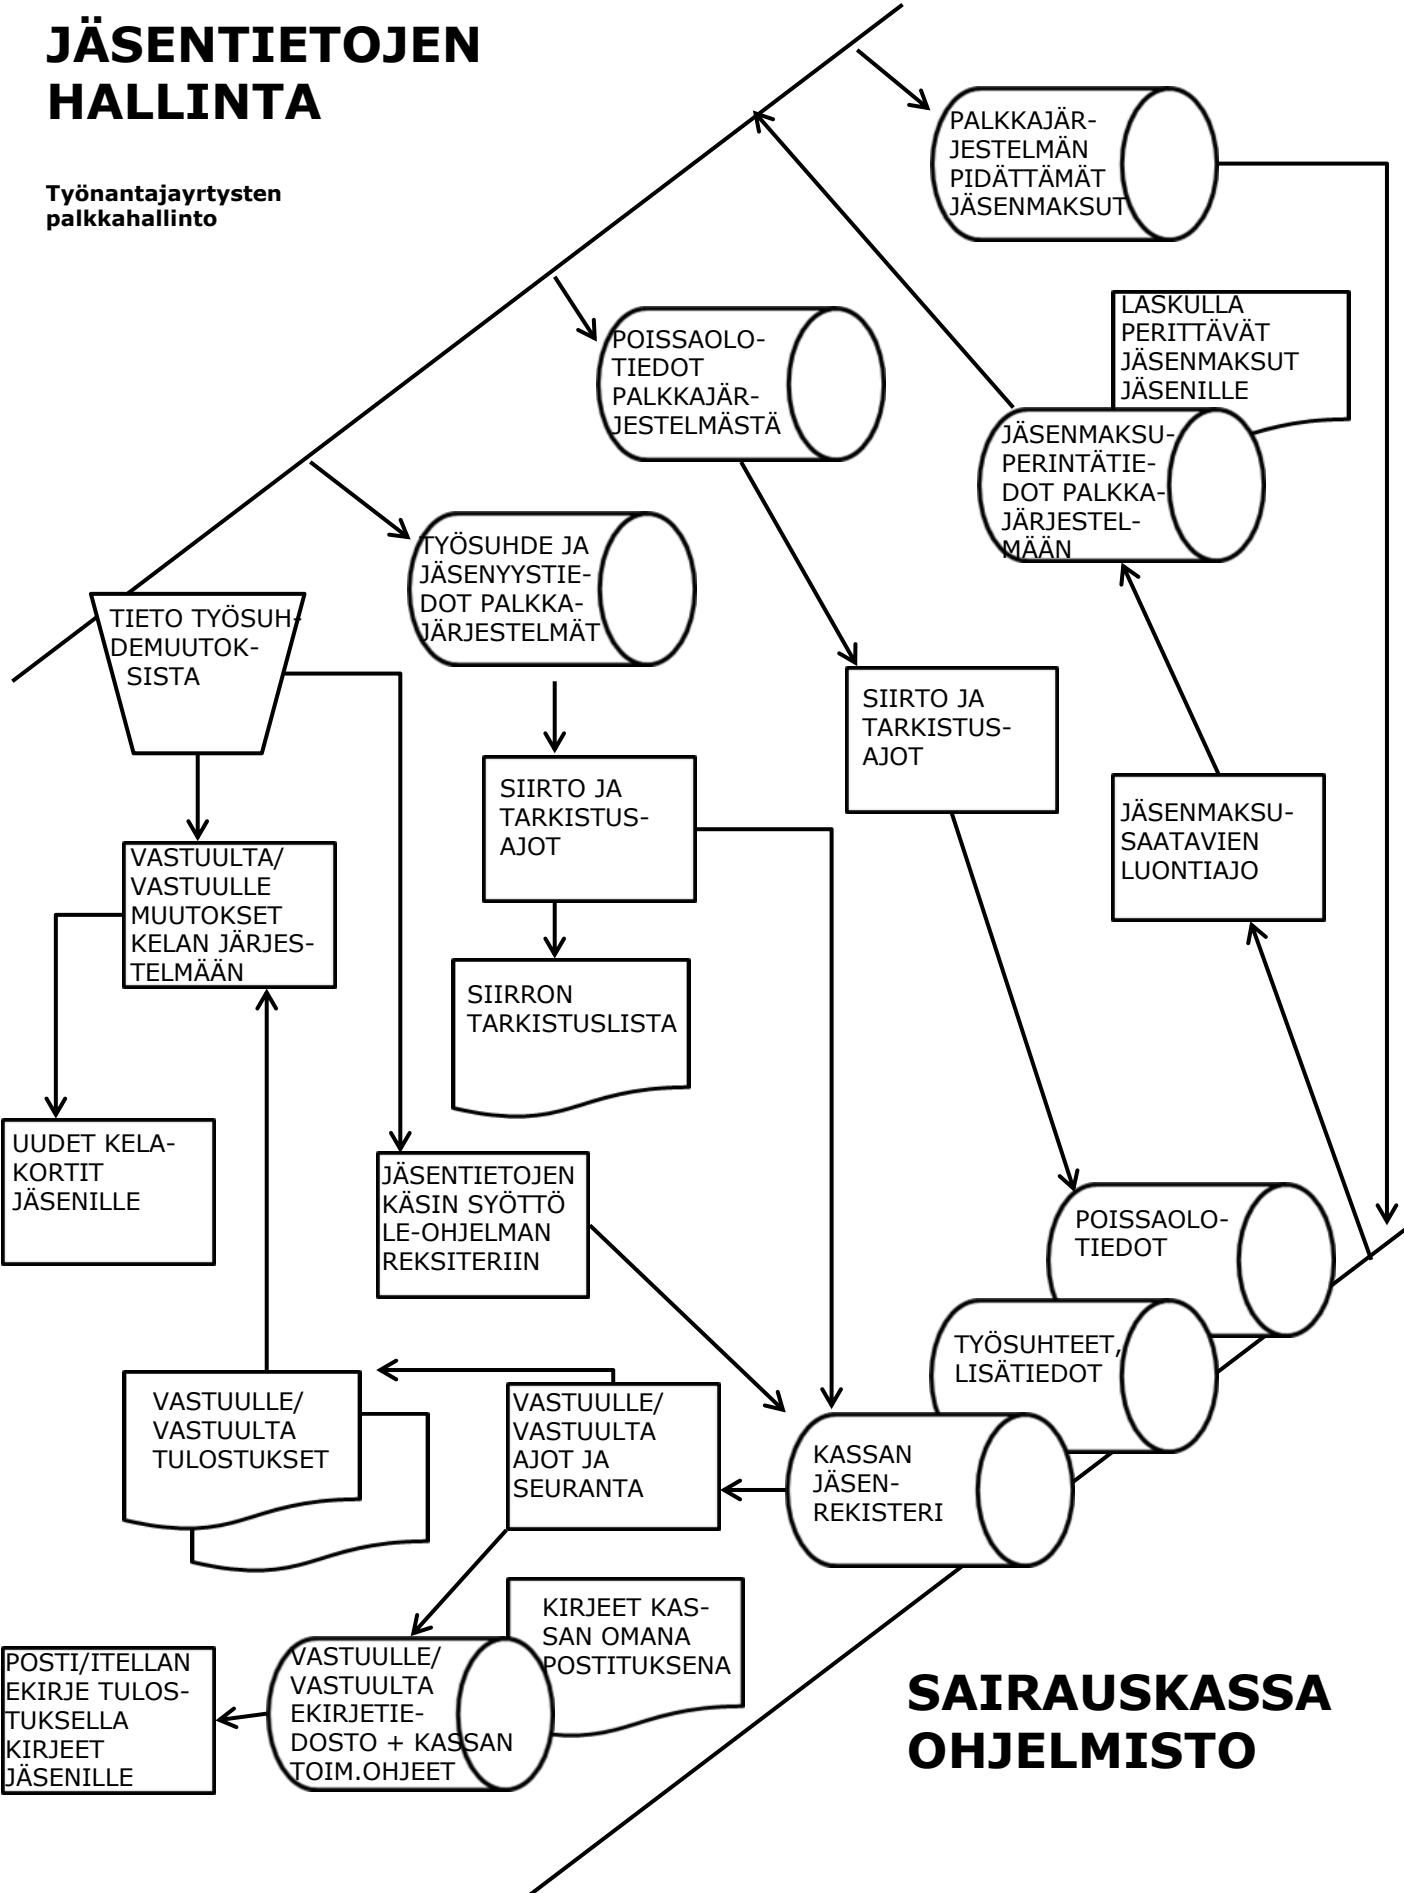 JÄSENTIETOJEN
HALLINTA
Työnantajayrtysten
palkkahallinto
PALKKAJÄR-
JESTELMÄN
PIDÄTTÄMÄT
JÄSENMAKSUT
LASKULLA
PERITTÄVÄT
JÄSENMAKSUT
JÄSENILLE
POISSAOLO-
TIEDOT
PALKKAJÄR-
JESTELMÄSTÄ
JÄSENMAKSU-
PERINTÄTIE-
DOT PALKKA-
JÄRJESTEL-
MÄÄN
TYÖSUHDE JA
JÄSENYYSTIE-
DOT PALKKA-
JÄRJESTELMÄT
TIETO TYÖSUH-
DEMUUTOK-
SISTA
SIIRTO JA
TARKISTUS-
AJOT
SIIRTO JA
TARKISTUS-
AJOT
JÄSENMAKSU-
SAATAVIEN
LUONTIAJO
VASTUULTA/
VASTUULLE
MUUTOKSET
KELAN JÄRJES-
TELMÄÄN
SIIRRON
TARKISTUSLISTA
UUDET KELA-
KORTIT
JÄSENILLE
JÄSENTIETOJEN
KÄSIN SYÖTTÖ
LE-OHJELMAN
REKSITERIIN
POISSAOLO-
TIEDOT
TYÖSUHTEET,
LISÄTIEDOT
VASTUULLE/
VASTUULTA
TULOSTUKSET
VASTUULLE/
VASTUULTA
AJOT JA
SEURANTA
KASSAN
JÄSEN-
REKISTERI
KIRJEET KAS-
SAN OMANA
POSTITUKSENA
POSTI/ITELLAN
EKIRJE TULOS-
TUKSELLA
KIRJEET
JÄSENILLE
VASTUULLE/
VASTUULTA
EKIRJETIE-
DOSTO + KASSAN
TOIM.OHJEET
SAIRAUSKASSA
OHJELMISTO